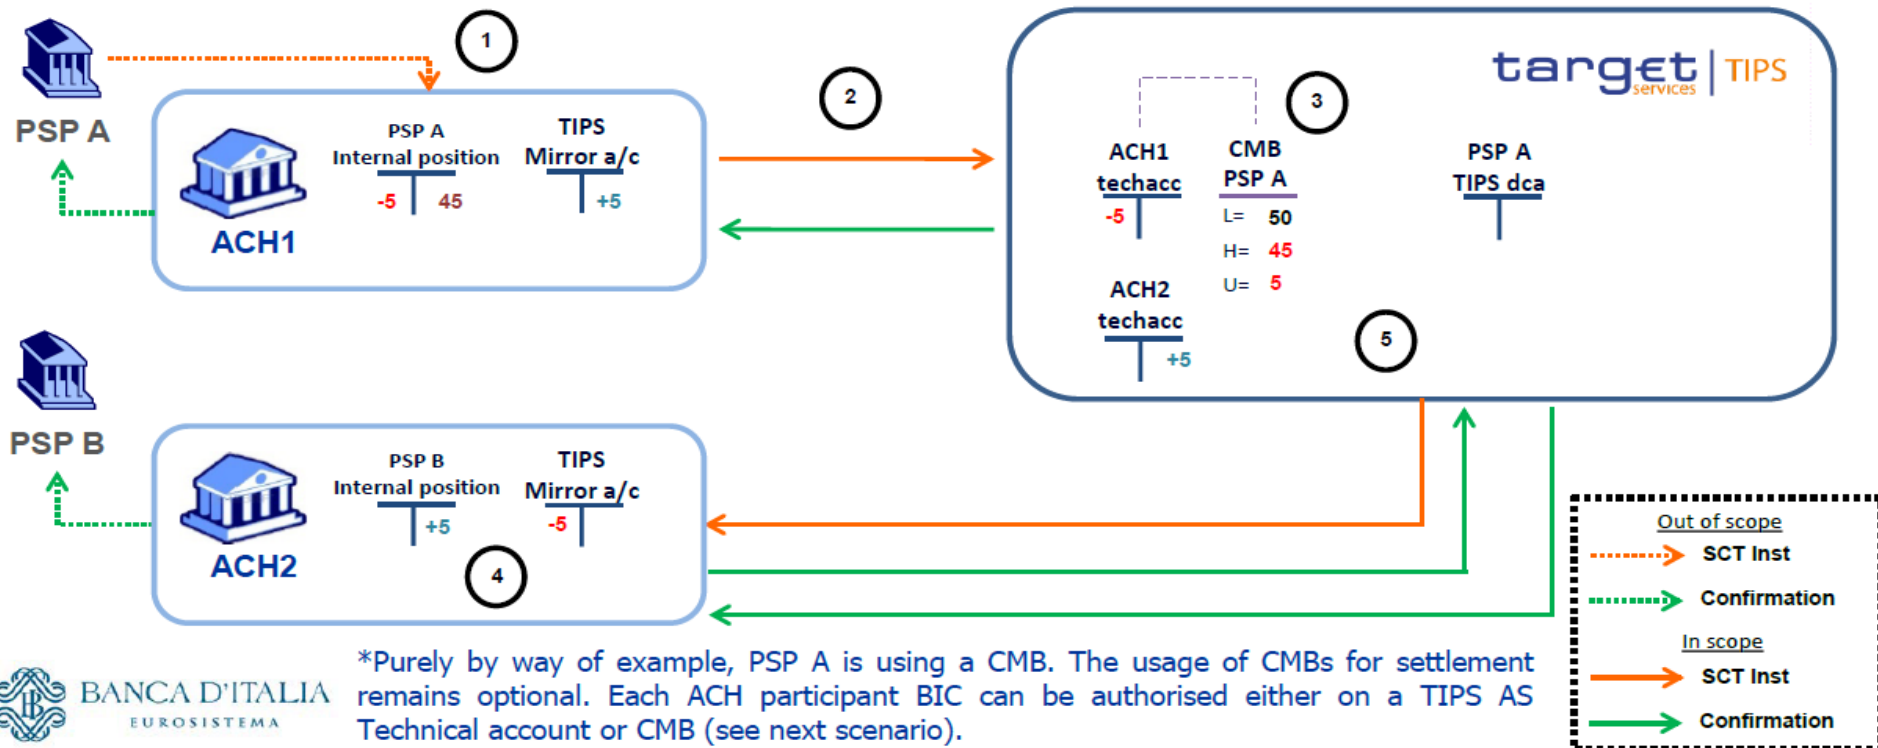 1
PSP A
PSP A
Internal position
-5
45
TIPS
Mirror a/c
+5
ACH1
2
target
services
TIPS
3
ACH1
techacc
-5
CMB
PSP A
L= 50
H= 45
U= 5
PSP A
TIPS dca
ACH2
techacc
+5
5
PSP B
PSP B
Internal position
+5
TIPS
Mirror a/c
-5
ACH2
4
Out of scope
SCT Inst
Confirmation
In scope
SCT Inst
Confirmation
BANCA D'ITALIA
EUROSISTEMA
*Purely by way of example, PSP A is using a CMB. The usage of CMBs for settlement
remains optional. Each ACH participant BIC can be authorised either on a TIPS AS
Technical account or CMB (see next scenario).